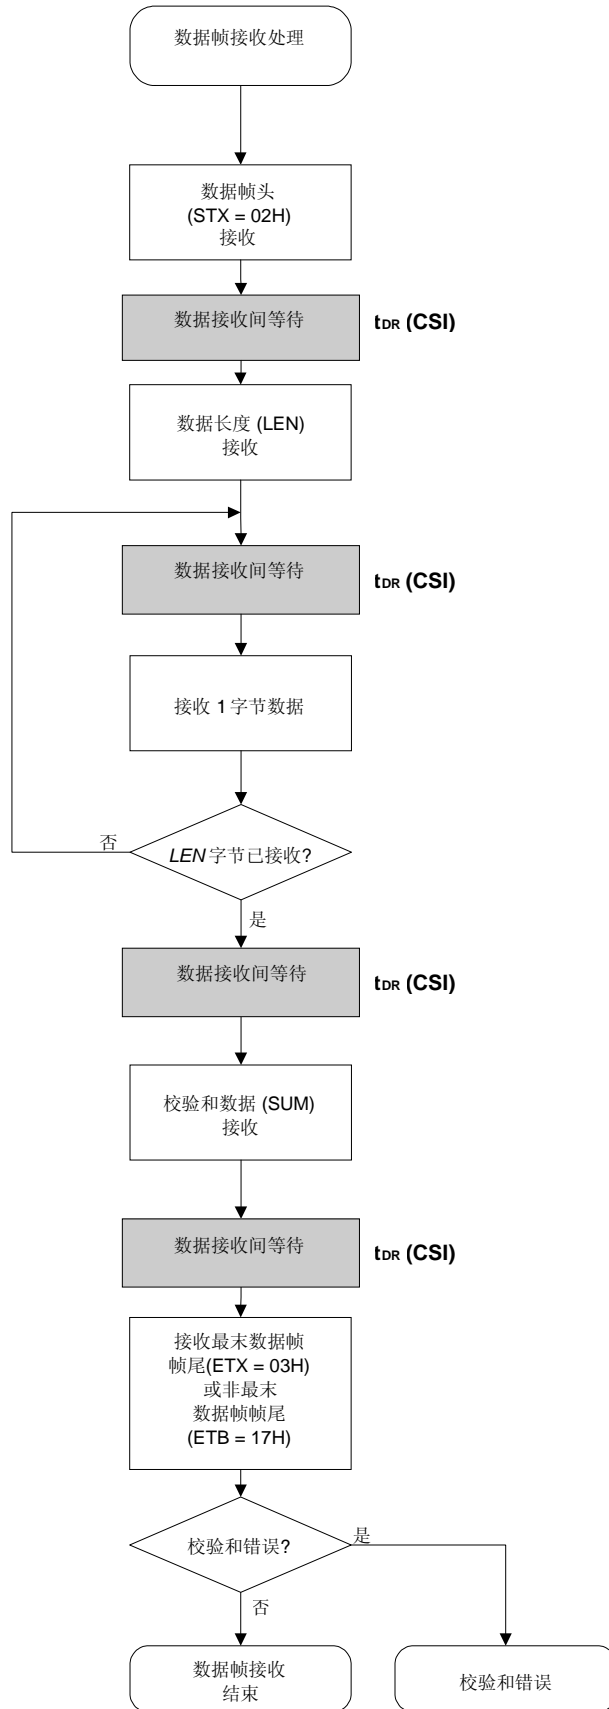 数据帧接收处理
数据帧头
(STX = 02H)
接收
数据接收间等待
tDR (CSI)
数据长度 (LEN)
接收
数据接收间等待
tDR (CSI)
接收 1 字节数据
否
LEN 字节已接收?
是
数据接收间等待
tDR (CSI)
校验和数据 (SUM)
接收
数据接收间等待
tDR (CSI)
接收最末数据帧
帧尾(ETX = 03H)
或非最末
数据帧帧尾
(ETB = 17H)
校验和错误?
是
否
数据帧接收
结束
校验和错误